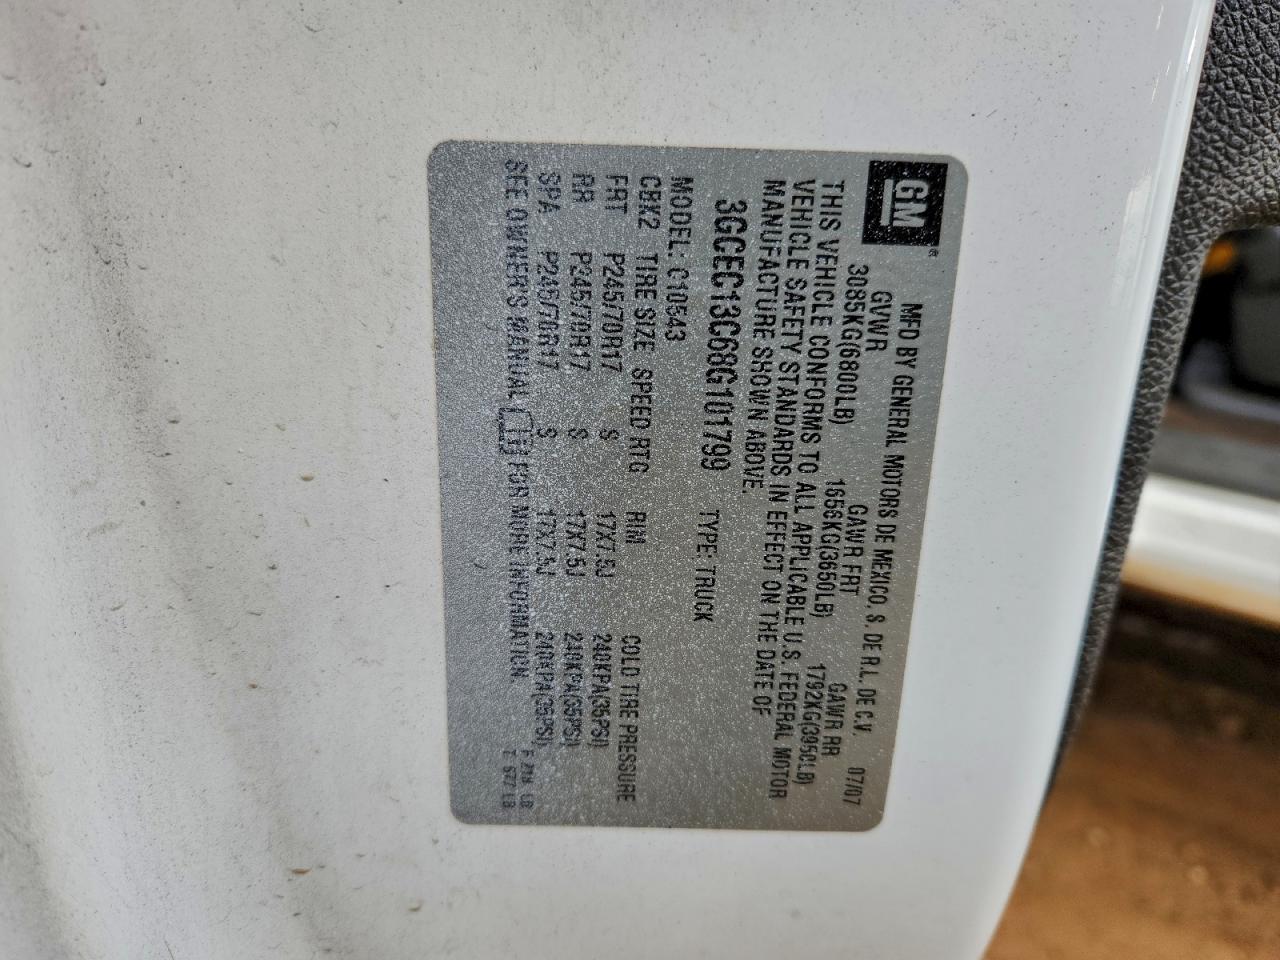 GM®
MFD BY GENERAL MOTORS DE MEXICO, S. DE R.L. DE C.V. 07/07
GVWR GAWR FRT GAWR RR
3085KG(6800LB) 1656KG(3650LB) 1792KG(3950LB)
THIS VEHICLE CONFORMS TO ALL APPLICABLE U.S. FEDERAL MOTOR
VEHICLE SAFETY STANDARDS IN EFFECT ON THE DATE OF
MANUFACTURE SHOWN ABOVE.
3GCEC13C68G101799 TYPE: TRUCK
MODEL: C10543
CBK2 TIRE SIZE SPEED RTG RIM COLD TIRE PRESSURE
FRT P245/70R17 S 17X7.5J 240KPA(35PSI)
RR P245/70R17 S 17X7.5J 240KPA(35PSI)
SPA P245/70R17 S 17X7.5J 240KPA(35PSI)
SEE OWNER'S MANUAL FOR MORE INFORMATION
F LB
T 577 LB